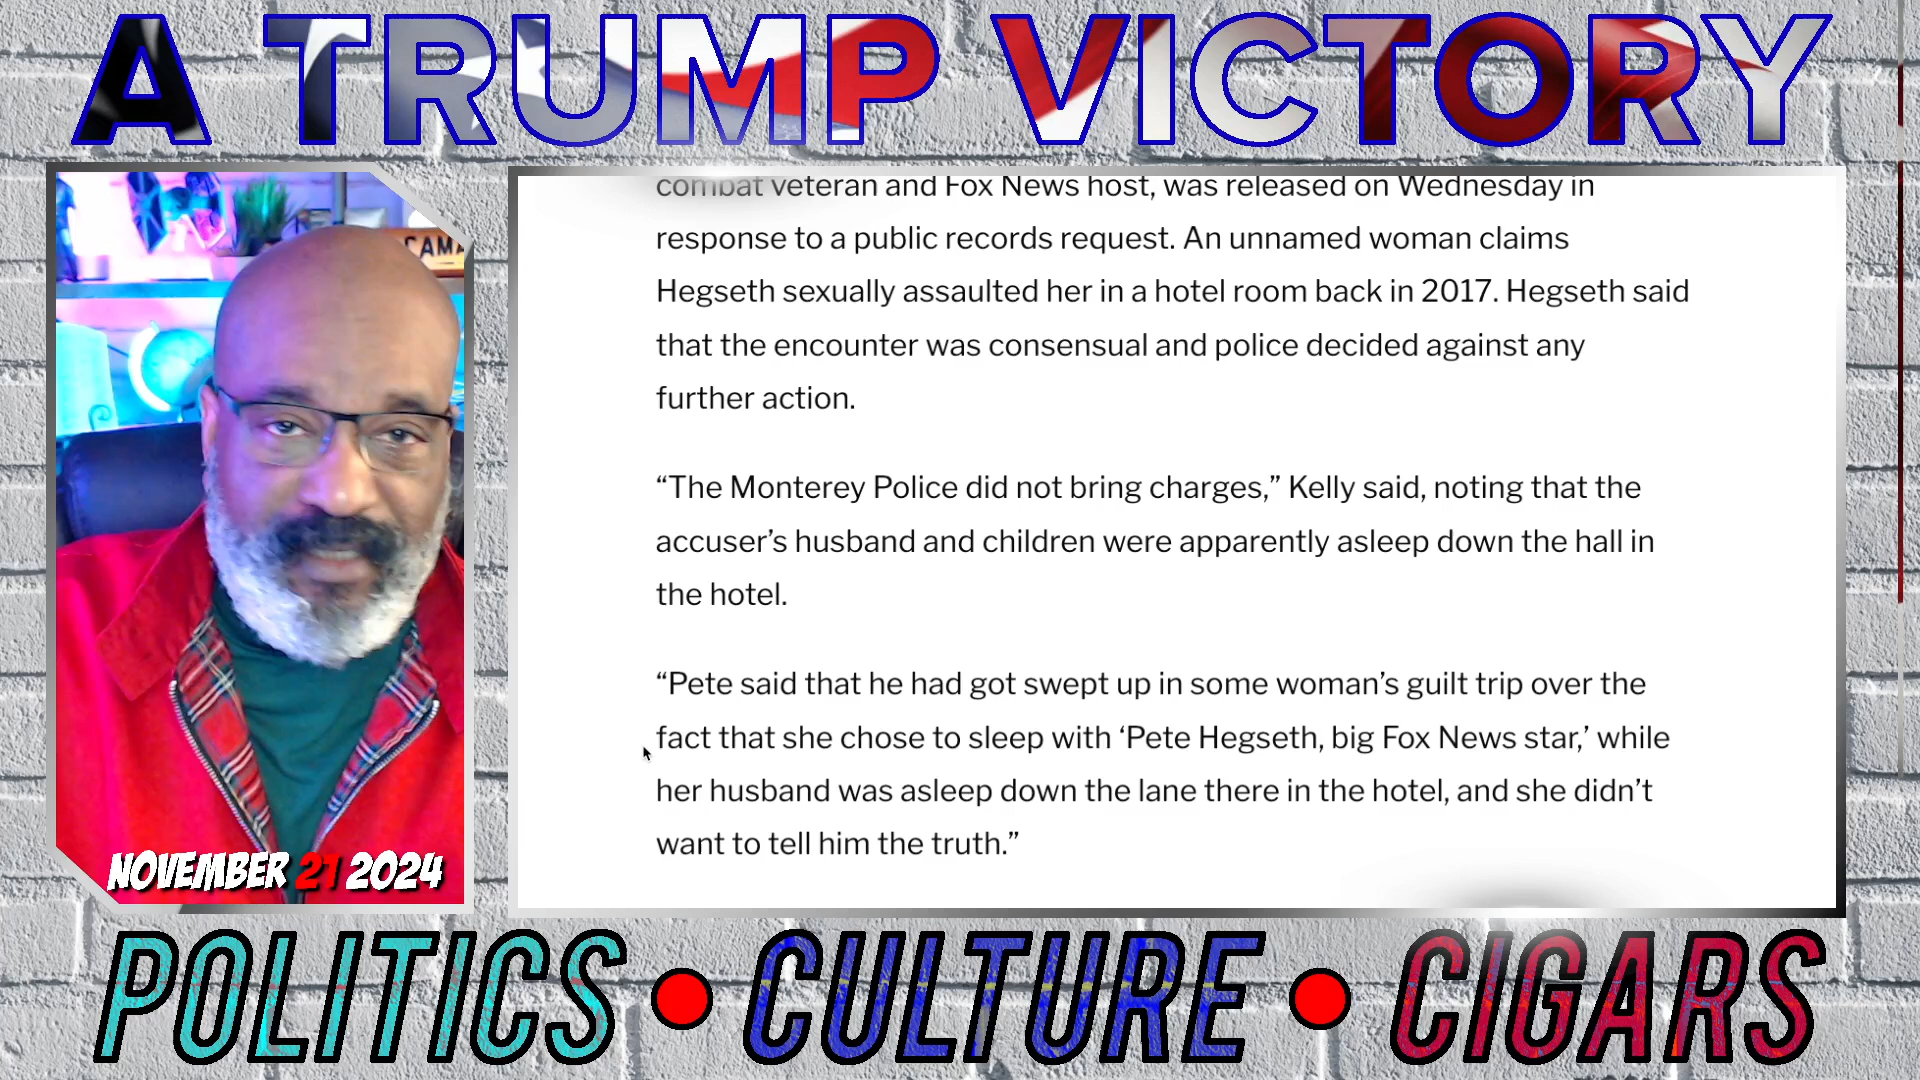 A TRUMP VICTORY
CAMA
combat veteran and Fox News host, was released on Wednesday in
response to a public records request. An unnamed woman claims
Hegseth sexually assaulted her in a hotel room back in 2017. Hegseth said
that the encounter was consensual and police decided against any
further action.
“The Monterey Police did not bring charges,” Kelly said, noting that the
accuser’s husband and children were apparently asleep down the hall in
the hotel.
“Pete said that he had got swept up in some woman’s guilt trip over the
fact that she chose to sleep with ‘Pete Hegseth, big Fox News star,’ while
her husband was asleep down the lane there in the hotel, and she didn’t
want to tell him the truth.”
NOVEMBER 21 2024
POLITICS • CULTURE • CIGARS